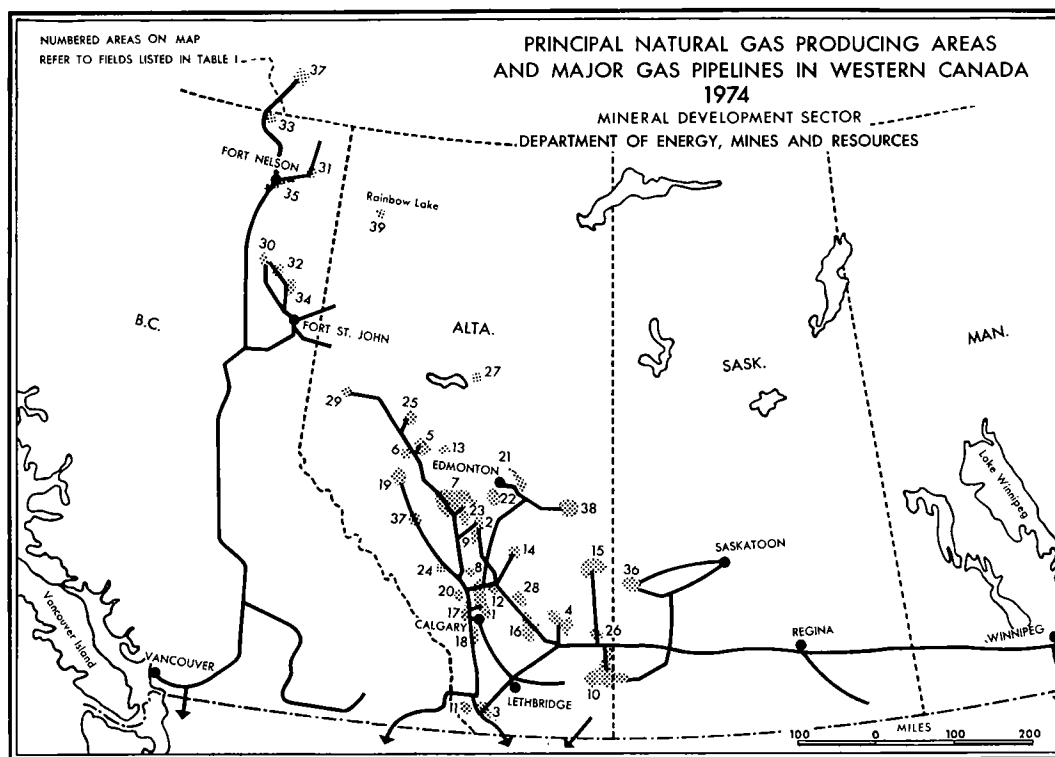 NUMBERED AREAS ON MAP
REFER TO FIELDS LISTED IN TABLE I
PRINCIPAL NATURAL GAS PRODUCING AREAS
AND MAJOR GAS PIPELINES IN WESTERN CANADA
1974
MINERAL DEVELOPMENT SECTOR
DEPARTMENT OF ENERGY, MINES AND RESOURCES
37
33
FORT NELSON
31
35
Rainbow Lake
39
30
32
34
FORT ST. JOHN
B.C.
ALTA.
SASK.
MAN.
27
29
25
5
6
13
21
EDMONTON
19
7
22
38
23
37
2
9
14
15
SASKATOON
36
24
8
20
12
28
17
1
4
CALGARY
16
26
18
REGINA
WINNIPEG
Lake Winnipeg
Vancouver Island
VANCOUVER
10
LETHBRIDGE
11
3
MILES
100 0 100 200